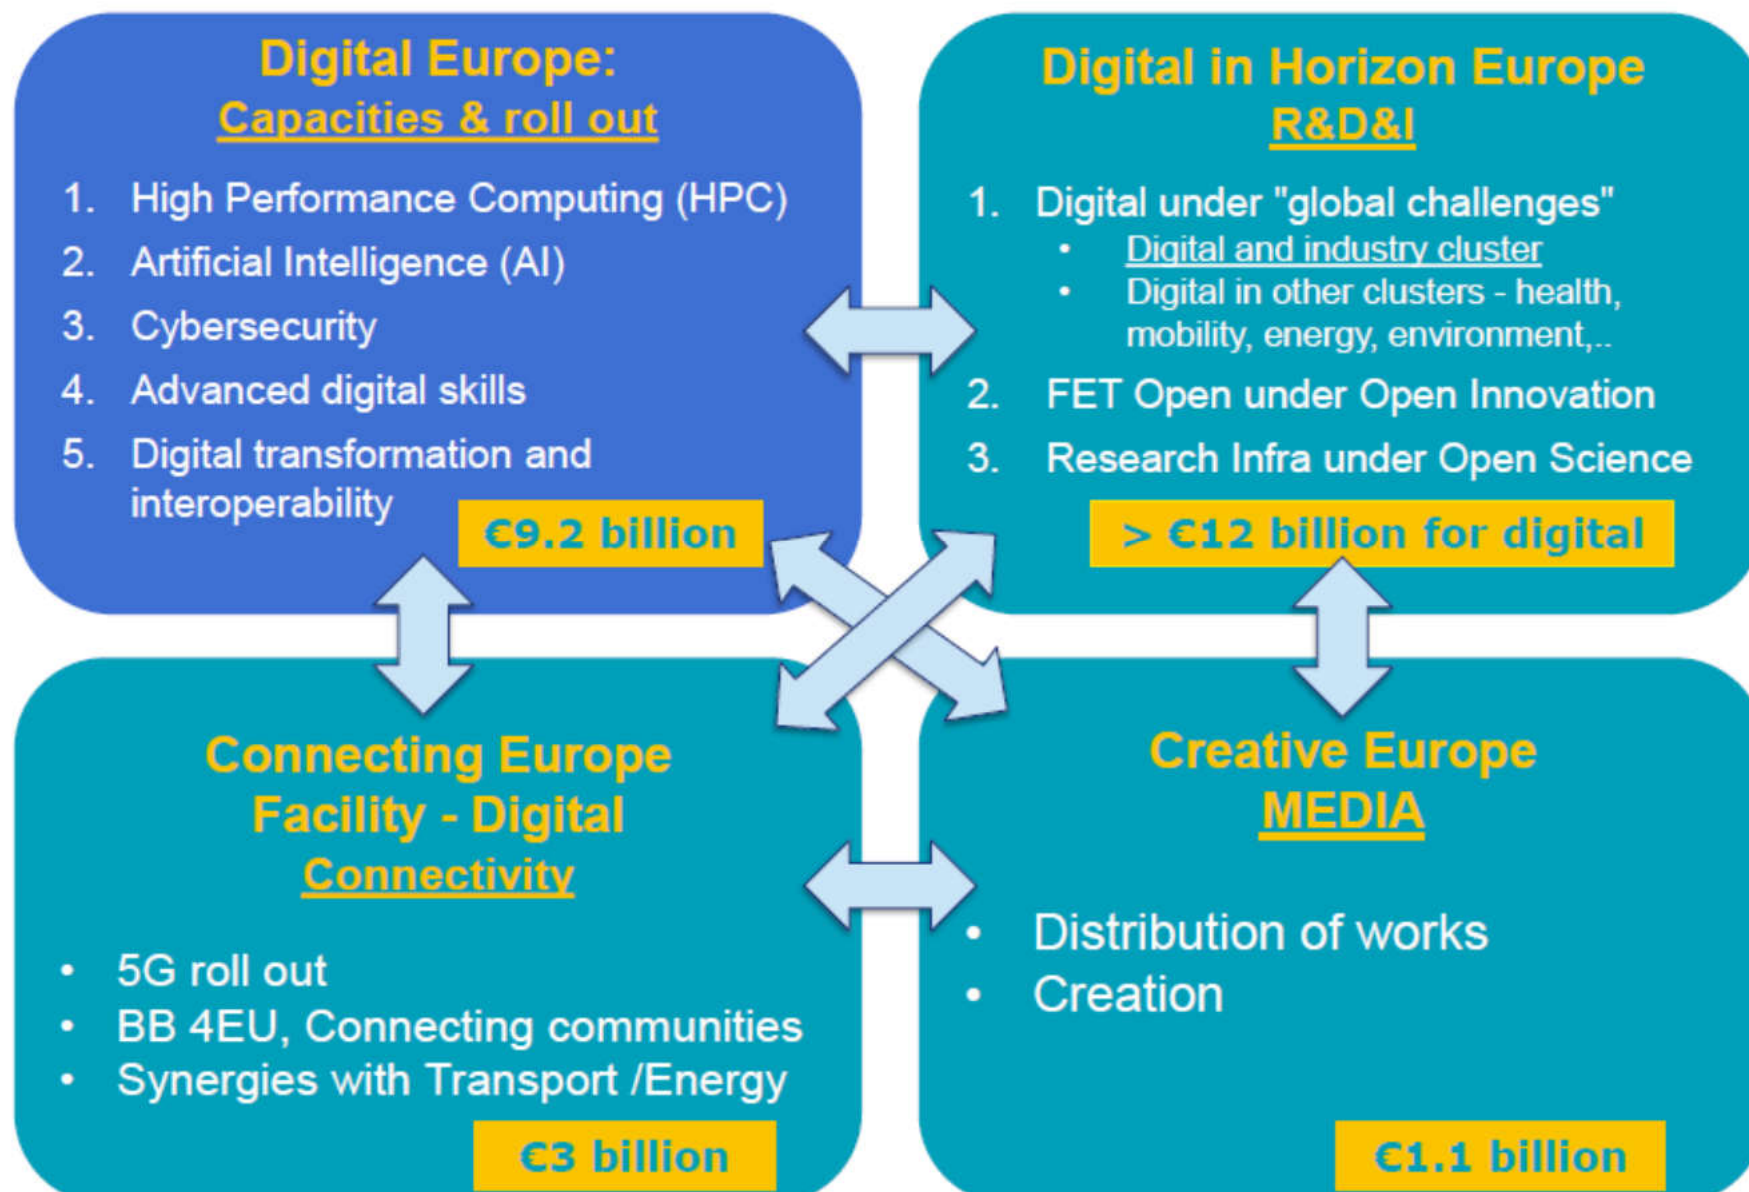 Digital Europe:
Capacities & roll out
1. High Performance Computing (HPC)
2. Artificial Intelligence (AI)
3. Cybersecurity
4. Advanced digital skills
5. Digital transformation and
interoperability
€9.2 billion
Digital in Horizon Europe
R&D&I
1. Digital under "global challenges"
• Digital and industry cluster
• Digital in other clusters - health,
mobility, energy, environment,..
2. FET Open under Open Innovation
3. Research Infra under Open Science
> €12 billion for digital
Connecting Europe
Facility - Digital
Connectivity
• 5G roll out
• BB 4EU, Connecting communities
• Synergies with Transport /Energy
€3 billion
Creative Europe
MEDIA
• Distribution of works
• Creation
€1.1 billion